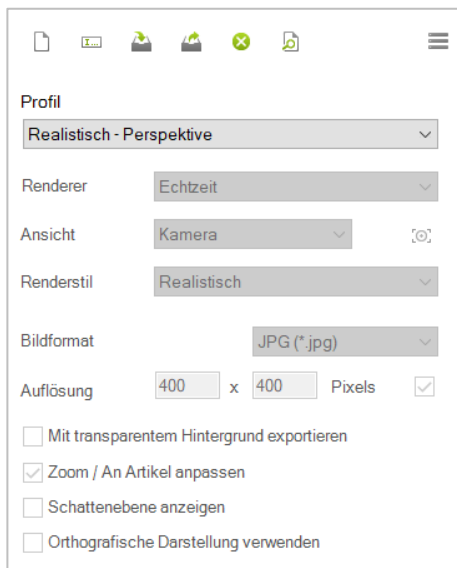 I...
Profil
Realistisch - Perspektive
Renderer Echtzeit
Ansicht Kamera
Renderstil Realistisch
Bildformat JPG (*.jpg)
Auflösung 400 x 400 Pixels
Mit transparentem Hintergrund exportieren
Zoom / An Artikel anpassen
Schattenebene anzeigen
Orthografische Darstellung verwenden